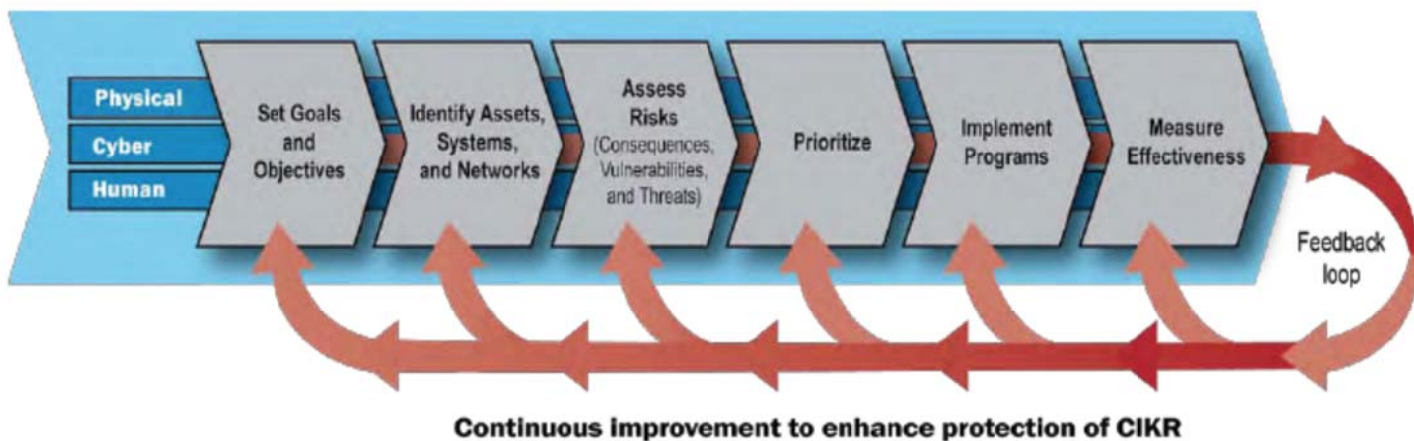 Physical
Cyber
Human
Set Goals
and
Objectives
Identify Assets,
Systems,
and Networks
Assess
Risks
(Consequences,
Vulnerabilities,
and Threats)
Prioritize
Implement
Programs
Measure
Effectiveness
Feedback
loop
Continuous improvement to enhance protection of CIKR